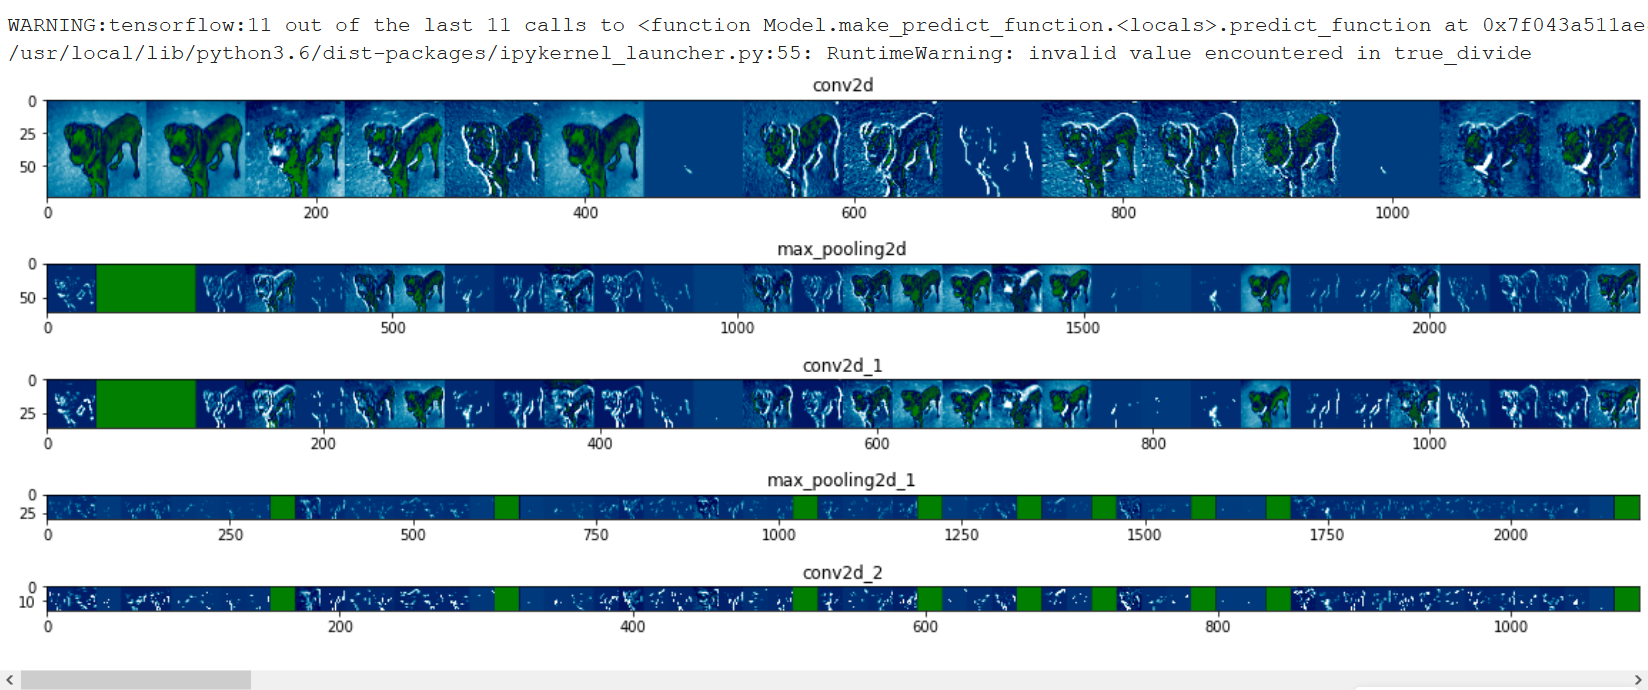 WARNING:tensorflow:11 out of the last 11 calls to <function Model.make_predict_function.<locals>.predict_function at 0x7f043a511ae
/usr/local/lib/python3.6/dist-packages/ipykernel_launcher.py:55: RuntimeWarning: invalid value encountered in true_divide
conv2d
0
25
50
0 200 400 600 800 1000
max_pooling2d
0
50
0 500 1000 1500 2000
conv2d_1
0
25
0 200 400 600 800 1000
max_pooling2d_1
0
25
0 250 500 750 1000 1250 1500 1750 2000
conv2d_2
0
10
0 200 400 600 800 1000